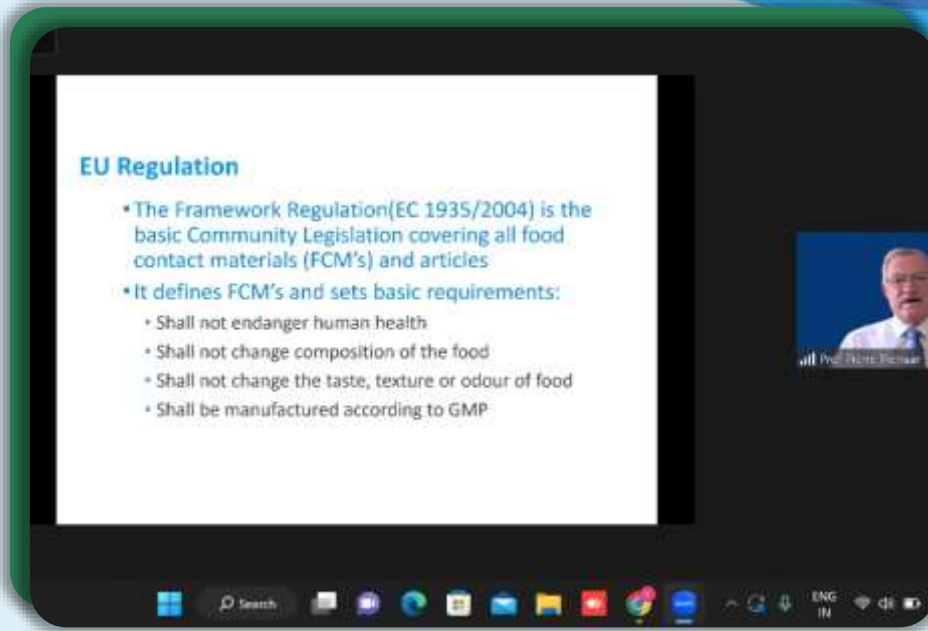 EU Regulation
• The Framework Regulation(EC 1935/2004) is the
basic Community Legislation covering all food
contact materials (FCM's) and articles
• It defines FCM's and sets basic requirements:
• Shall not endanger human health
• Shall not change composition of the food
• Shall not change the taste, texture or odour of food
• Shall be manufactured according to GMP
Prof Pierre Pienaar
Search
ENG
IN